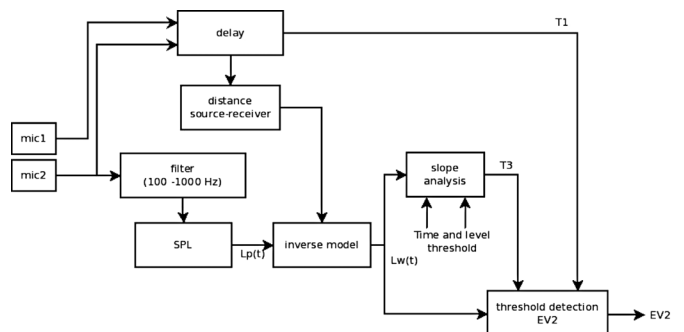 T1
delay
distance
source-receiver
mic1
mic2
filter
(100 -1000 Hz)
slope
analysis
T3
Time and level
threshold
SPL
Lp(t)
inverse model
Lw(t)
threshold detection
EV2
EV2